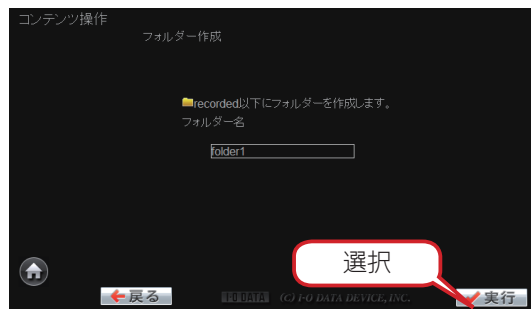 コンテンツ操作
フォルダー作成
recorded以下にフォルダーを作成します。
フォルダー名
folder1
選択
戻る
I-O DATA (C) I-O DATA DEVICE, INC.
実行